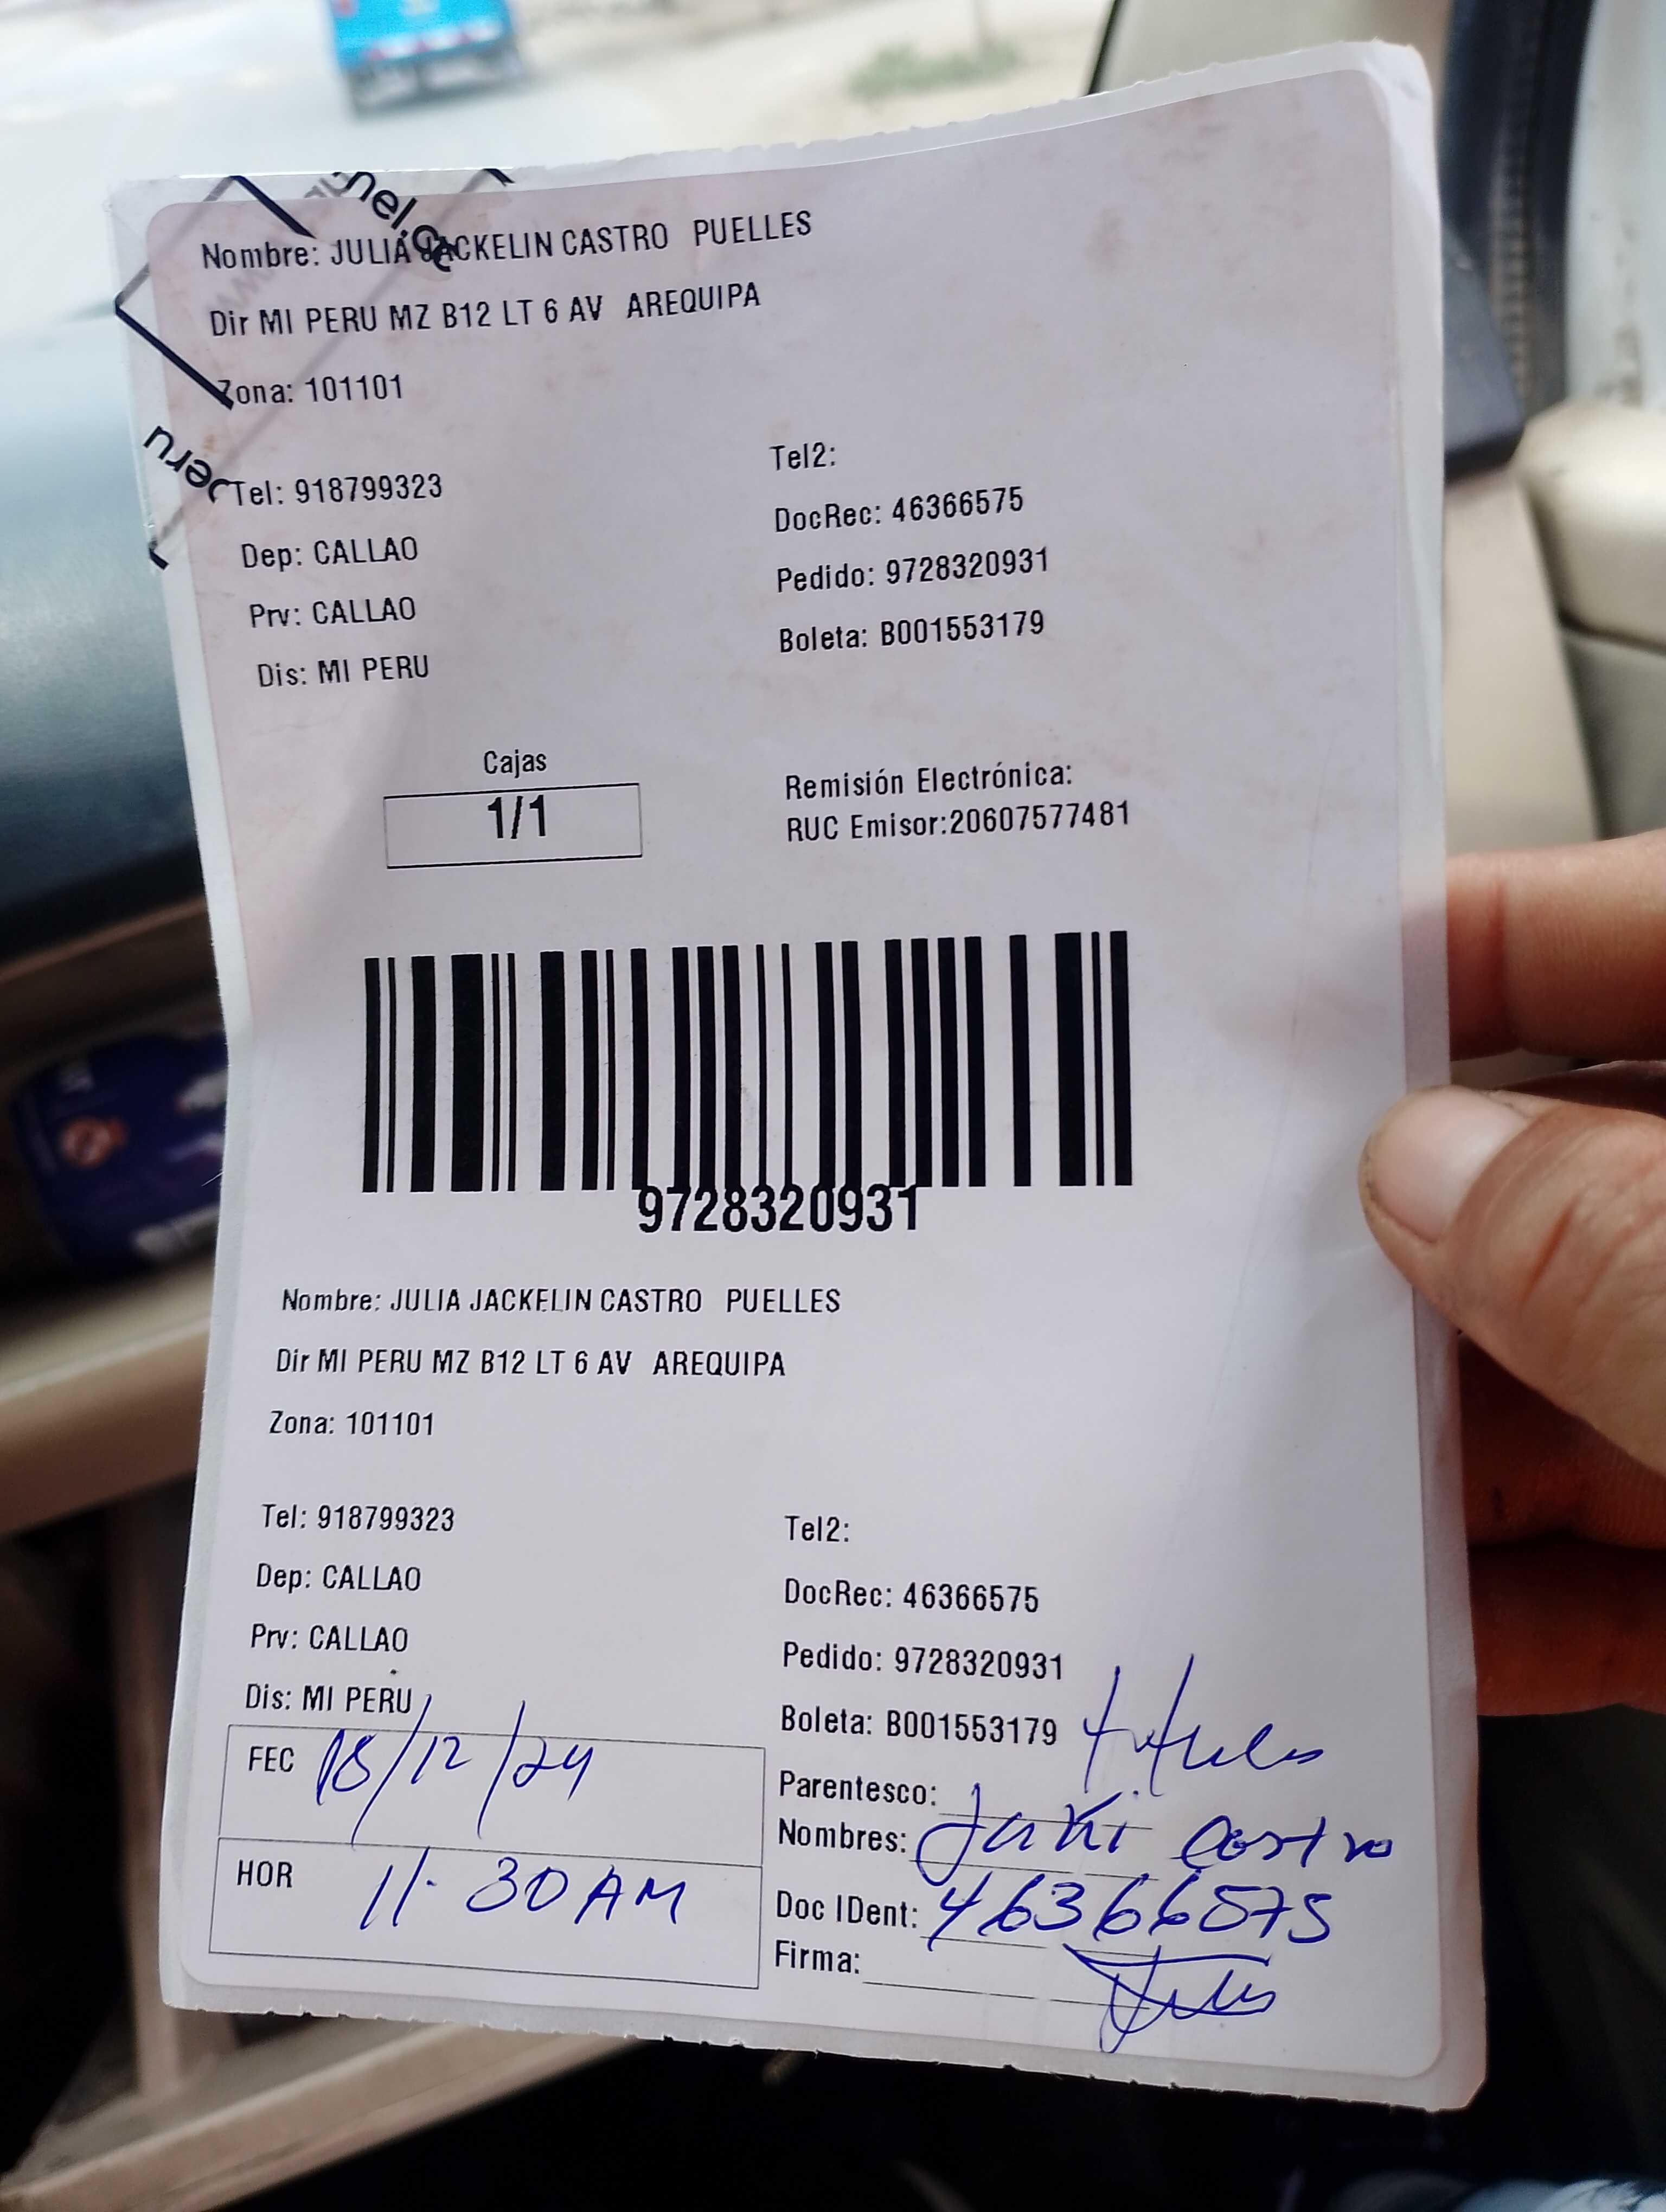 nel.
Nombre: JULIA JACKELIN CASTRO PUELLES
Dir MI PERU MZ B12 LT 6 AV AREQUIPA
Zona: 101101
peru
Tel: 918799323
Tel2:
DocRec: 46366575
Dep: CALLAO
Pedido: 9728320931
Prv: CALLAO
Boleta: B001553179
Dis: MI PERU
Cajas
1/1
Remisión Electrónica:
RUC Emisor:20607577481
9728320931
Nombre: JULIA JACKELIN CASTRO PUELLES
Dir MI PERU MZ B12 LT 6 AV AREQUIPA
Zona: 101101
Tel: 918799323
Tel2:
Dep: CALLAO
DocRec: 46366575
Prv: CALLAO
Pedido: 9728320931
Dis: MI PERU
Boleta: B001553179
FEC 18/12/24
Parentesco:
Nombres: Jaki Castro
HOR 11:30 AM
Doc IDent: 46366575
Firma: